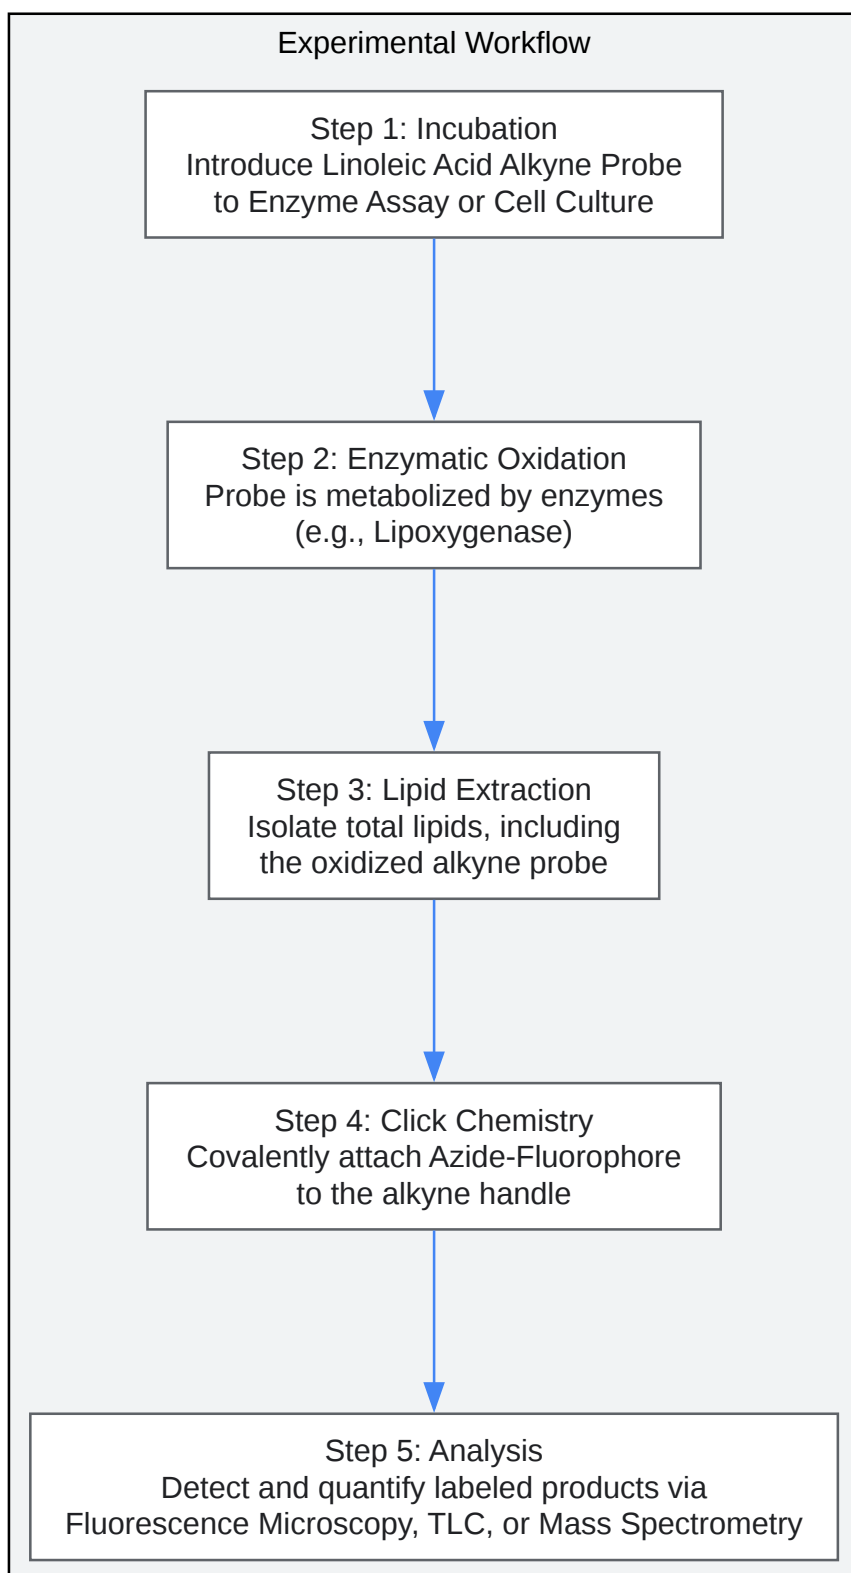 Experimental Workflow
Step 1: Incubation
Introduce Linoleic Acid Alkyne Probe
to Enzyme Assay or Cell Culture
Step 2: Enzymatic Oxidation
Probe is metabolized by enzymes
(e.g., Lipoxygenase)
Step 3: Lipid Extraction
Isolate total lipids, including
the oxidized alkyne probe
Step 4: Click Chemistry
Covalently attach Azide-Fluorophore
to the alkyne handle
Step 5: Analysis
Detect and quantify labeled products via
Fluorescence Microscopy, TLC, or Mass Spectrometry